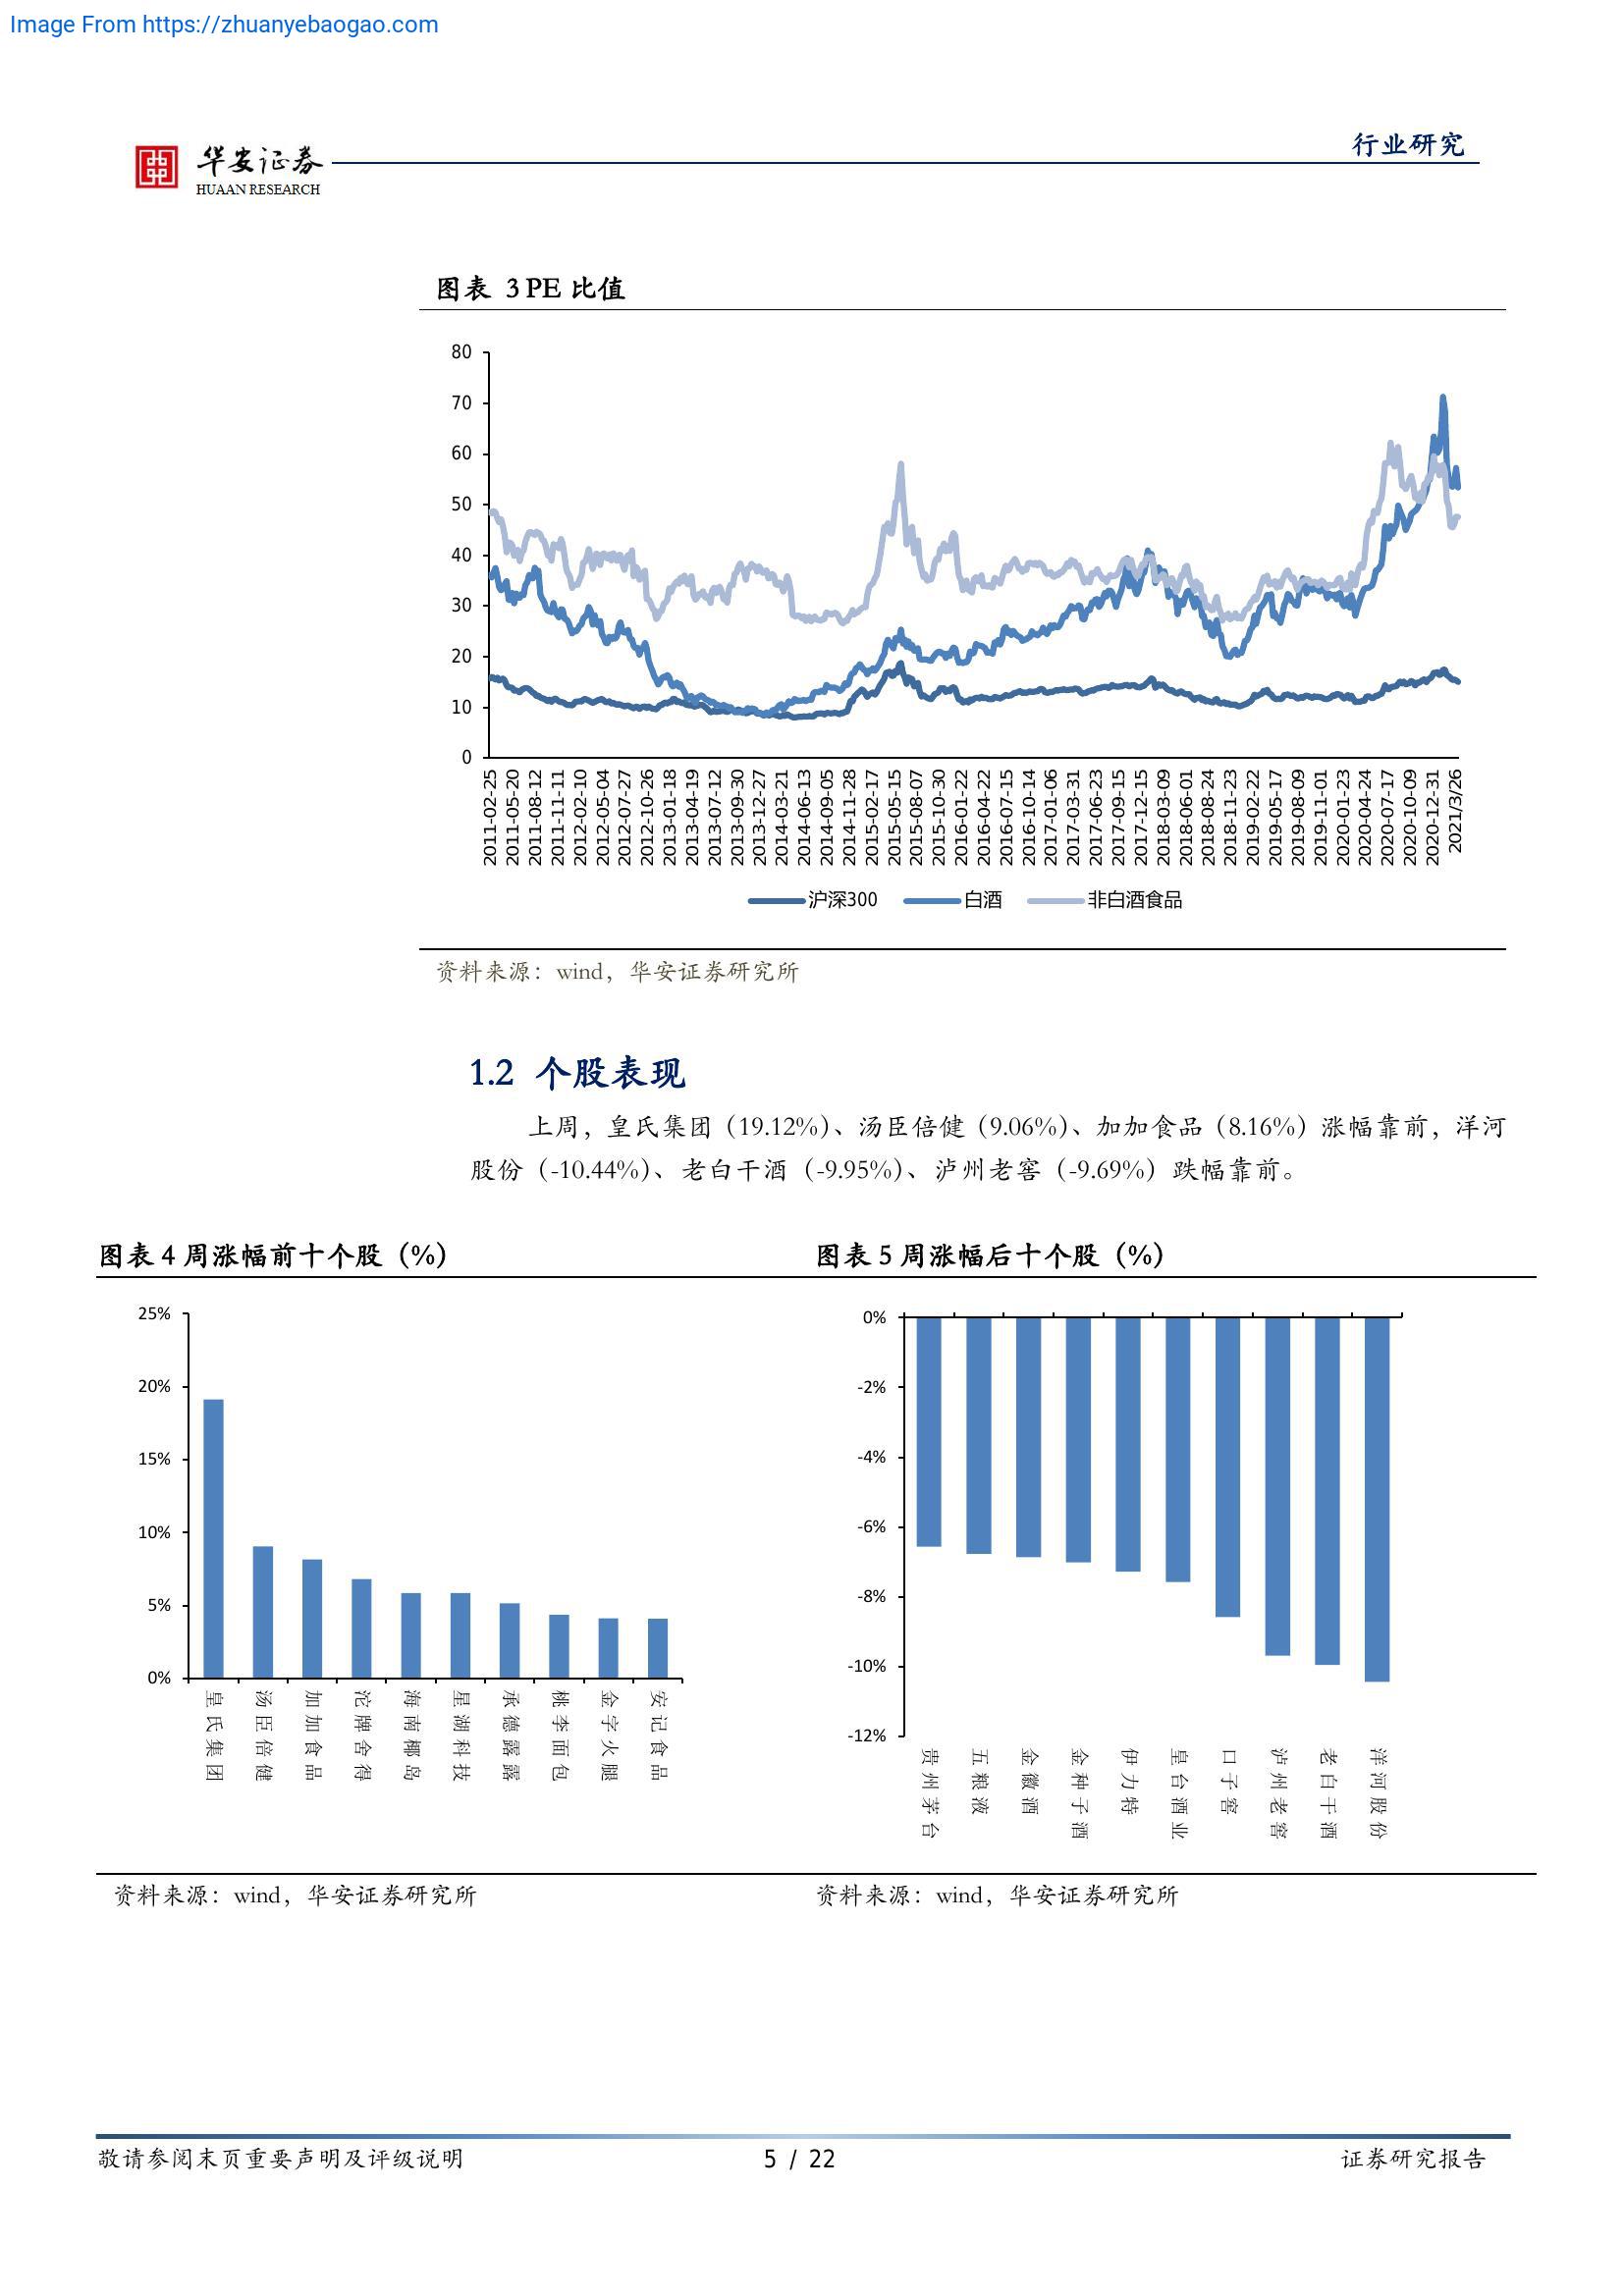 Image From https://zhuanyebaogao.com
华安证券
HUAAN RESEARCH
行业研究
图表 3 PE 比值
80
70
60
50
40
30
20
10
0
2011-02-25
2011-05-20
2011-08-12
2011-11-11
2012-02-10
2012-05-04
2012-07-27
2012-10-26
2013-01-18
2013-04-19
2013-07-12
2013-09-30
2013-12-27
2014-03-21
2014-06-13
2014-09-05
2014-11-28
2015-02-17
2015-05-15
2015-08-07
2015-10-30
2016-01-22
2016-04-22
2016-07-15
2016-10-14
2017-01-06
2017-03-31
2017-06-23
2017-09-15
2017-12-15
2018-03-09
2018-06-01
2018-08-24
2018-11-23
2019-02-22
2019-05-17
2019-08-09
2019-11-01
2020-01-23
2020-04-24
2020-07-17
2020-10-09
2020-12-31
2021/3/26
沪深300 白酒 非白酒食品
资料来源：wind，华安证券研究所
1.2 个股表现
上周，皇氏集团（19.12%）、汤臣倍健（9.06%）、加加食品（8.16%）涨幅靠前，洋河
股份（-10.44%）、老白干酒（-9.95%）、泸州老窖（-9.69%）跌幅靠前。
图表 4 周涨幅前十个股（%）
25%
20%
15%
10%
5%
0%
皇氏集团
汤臣倍健
加加食品
沱牌舍得
海南椰岛
星湖科技
承德露露
桃李面包
金字火腿
安记食品
资料来源：wind，华安证券研究所
图表 5 周涨幅后十个股（%）
0%
-2%
-4%
-6%
-8%
-10%
-12%
贵州茅台
五粮液
金徽酒
金种子酒
伊力特
皇台酒业
口子窖
泸州老窖
老白干酒
洋河股份
资料来源：wind，华安证券研究所
敬请参阅末页重要声明及评级说明
5 / 22
证券研究报告